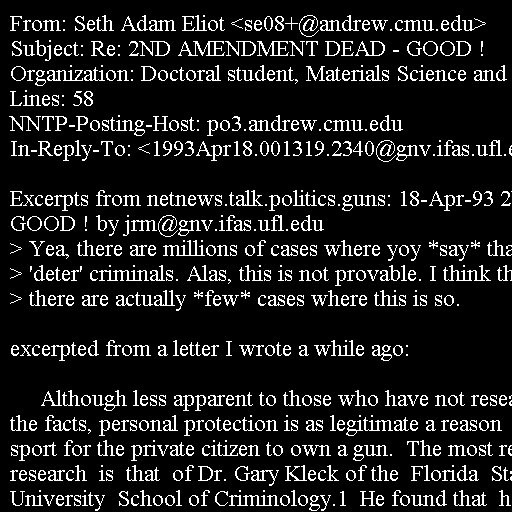 From: Seth Adam Eliot <se08+@andrew.cmu.edu>
Subject: Re: 2ND AMENDMENT DEAD - GOOD !
Organization: Doctoral student, Materials Science and
Lines: 58
NNTP-Posting-Host: po3.andrew.cmu.edu
In-Reply-To: <1993Apr18.001319.2340@gnv.ifas.ufl.e
Excerpts from netnews.talk.politics.guns: 18-Apr-93 2
GOOD ! by jrm@gnv.ifas.ufl.edu
> Yea, there are millions of cases where yoy *say* tha
> 'deter' criminals. Alas, this is not provable. I think th
> there are actually *few* cases where this is so.
excerpted from a letter I wrote a while ago:
Although less apparent to those who have not resea
the facts, personal protection is as legitimate a reason
sport for the private citizen to own a gun.  The most re
research  is  that  of Dr. Gary Kleck of the  Florida  Sta
University  School of Criminology.1  He found that  h